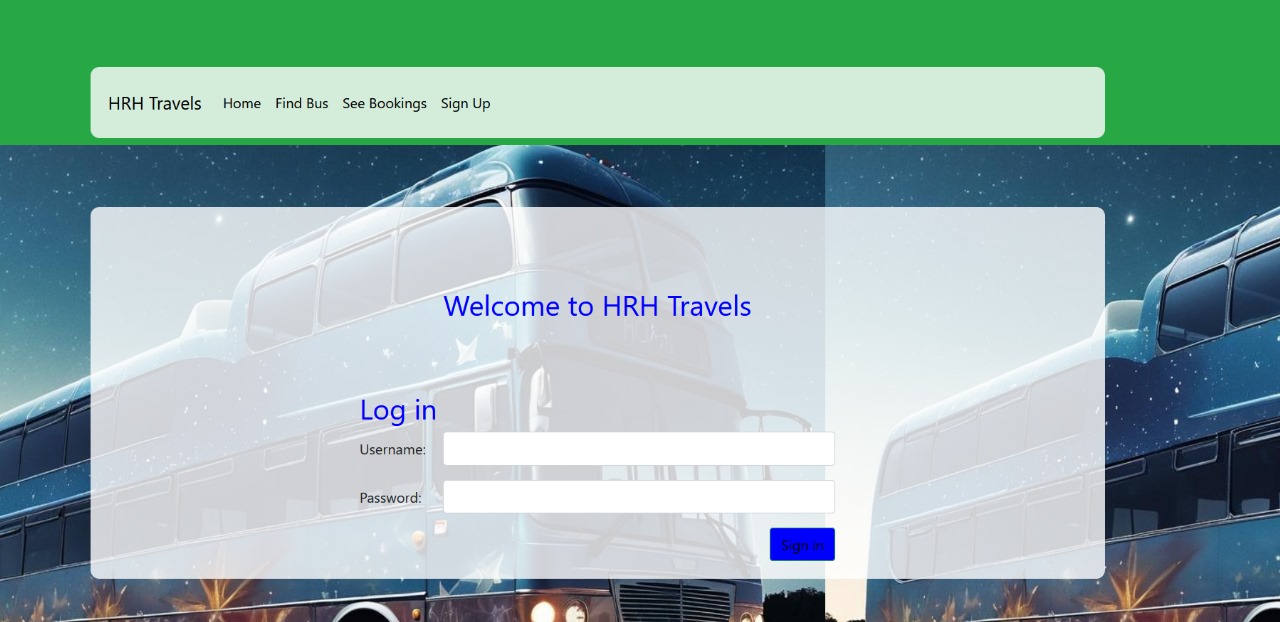 HRH Travels Home Find Bus See Bookings Sign Up
Welcome to HRH Travels
Log in
Username:
Password:
Sign in